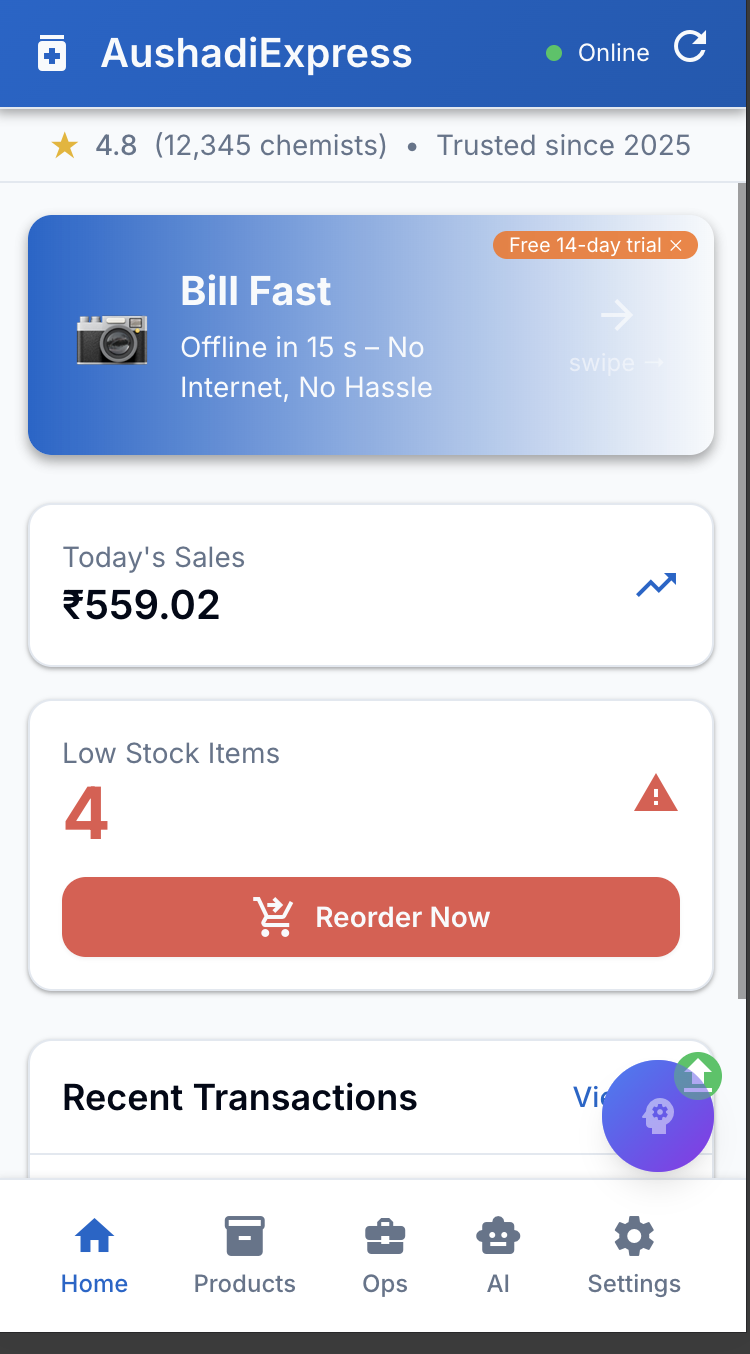 AushadiExpress
Online
4.8 (12,345 chemists) • Trusted since 2025
Free 14-day trial ×
Bill Fast
Offline in 15 s – No
Internet, No Hassle
swipe →
Today's Sales
₹559.02
Low Stock Items
4
Reorder Now
Recent Transactions
Home
Products
Ops
AI
Settings